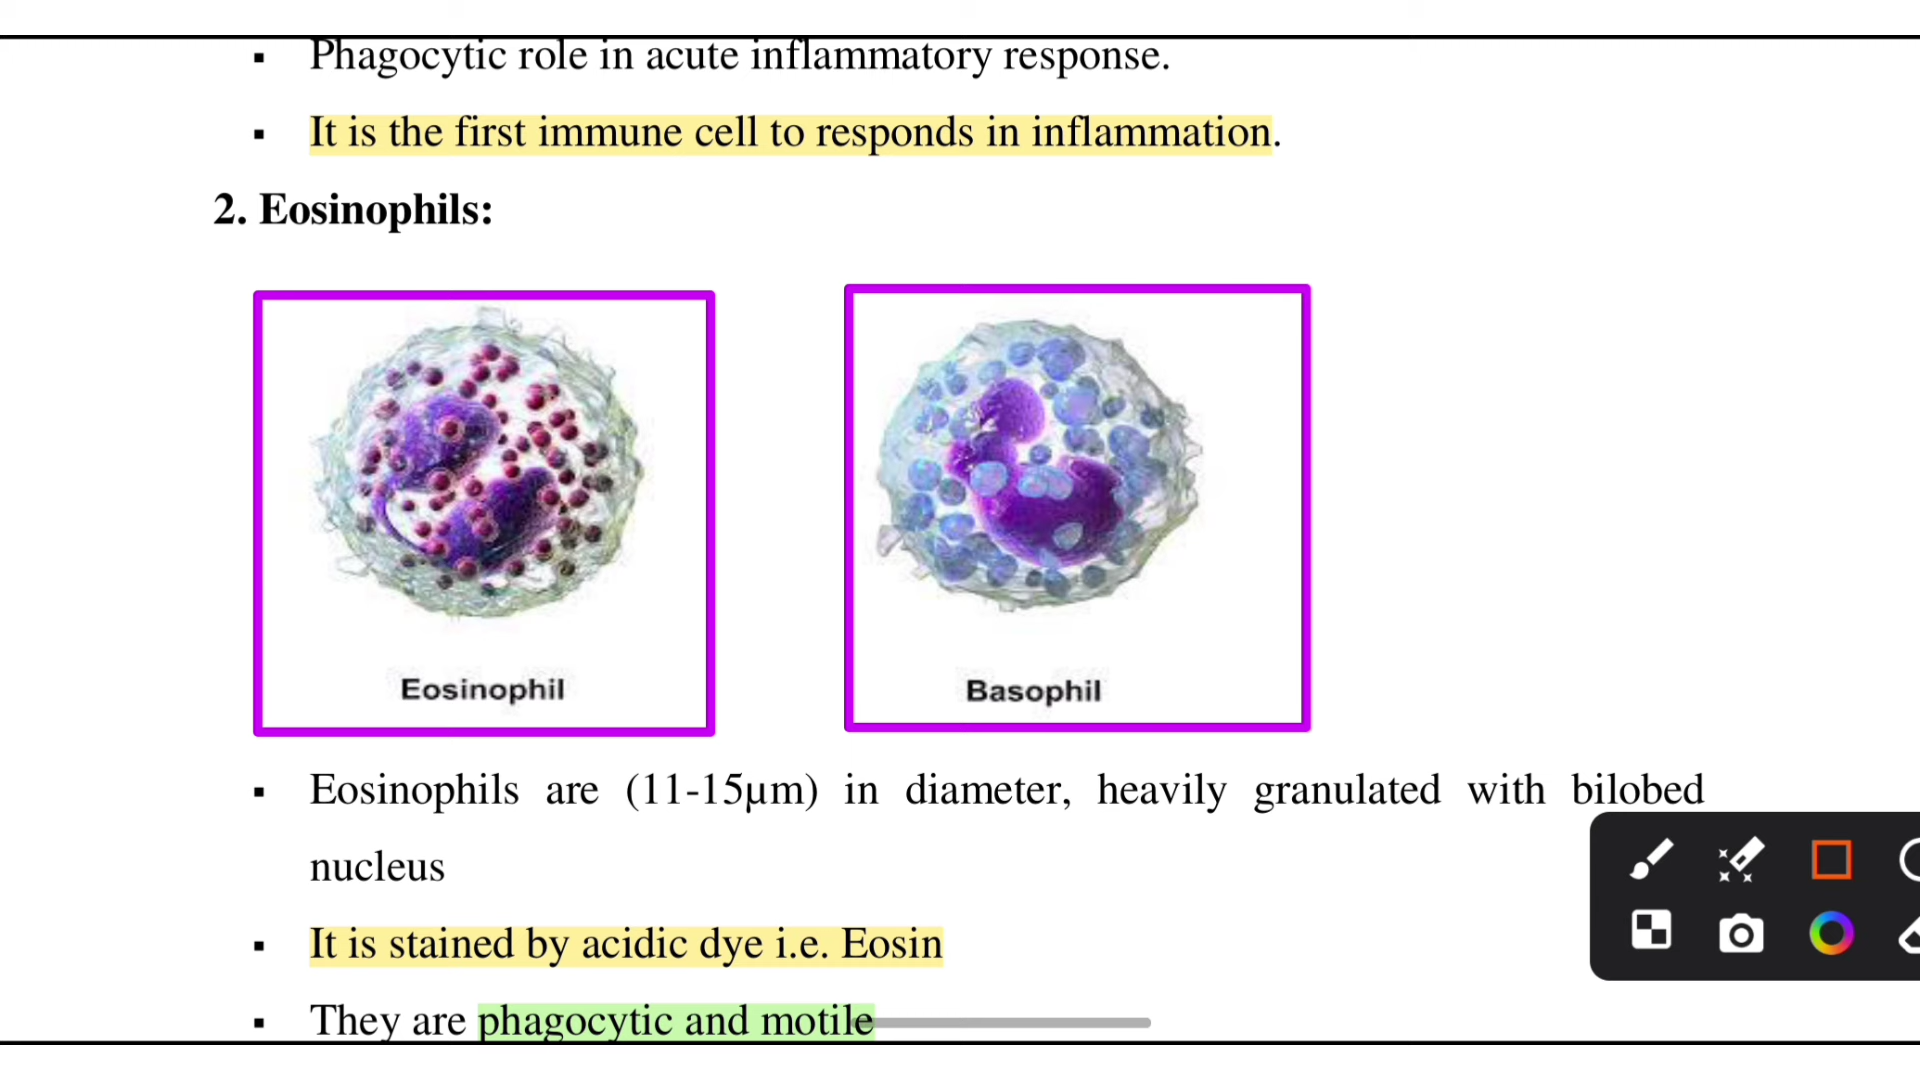 ▪ Phagocytic role in acute inflammatory response.
▪ It is the first immune cell to responds in inflammation.
2. Eosinophils:
Eosinophil
Basophil
▪ Eosinophils are (11-15µm) in diameter, heavily granulated with bilobed
nucleus
▪ It is stained by acidic dye i.e. Eosin
▪ They are phagocytic and motile